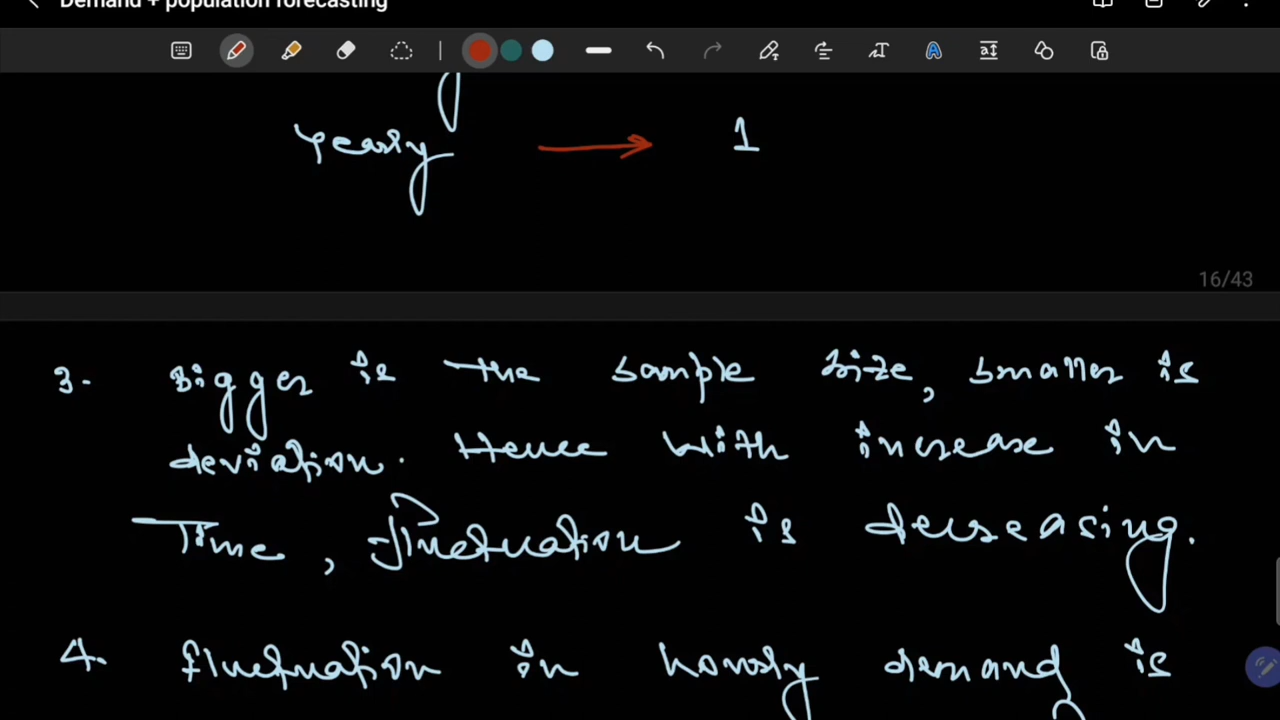 Demand + population forecasting
Yearly → 1
16/43
3. Bigger is the sample size, smaller is
deviation. Hence with increase in
Time, fluctuation is decreasing.
4. fluctuation in hourly demand is